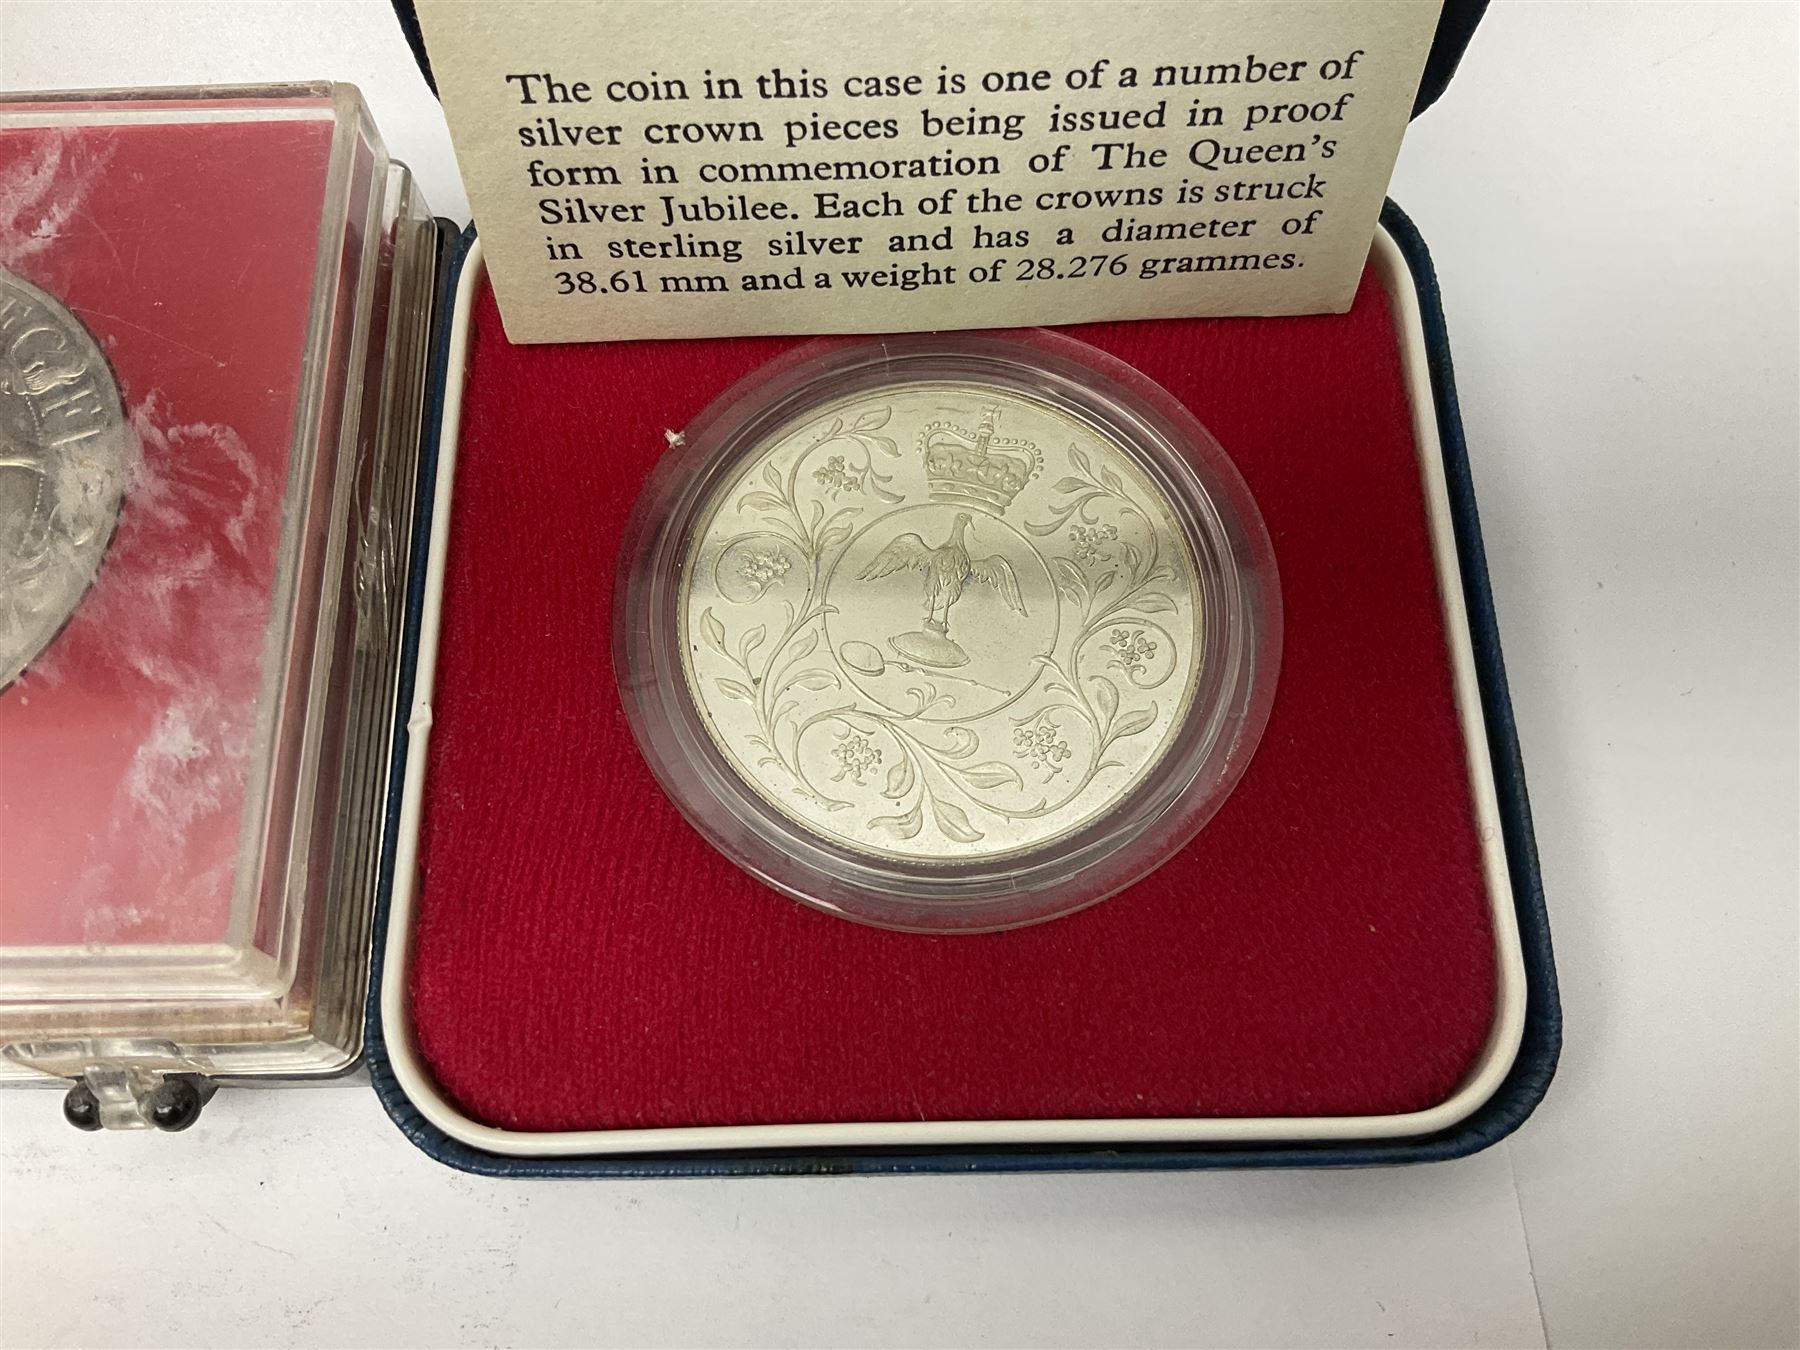 The coin in this case is one of a number of
silver crown pieces being issued in proof
form in commemoration of The Queen's
Silver Jubilee. Each of the crowns is struck
in sterling silver and has a diameter of
38.61 mm and a weight of 28.276 grammes.